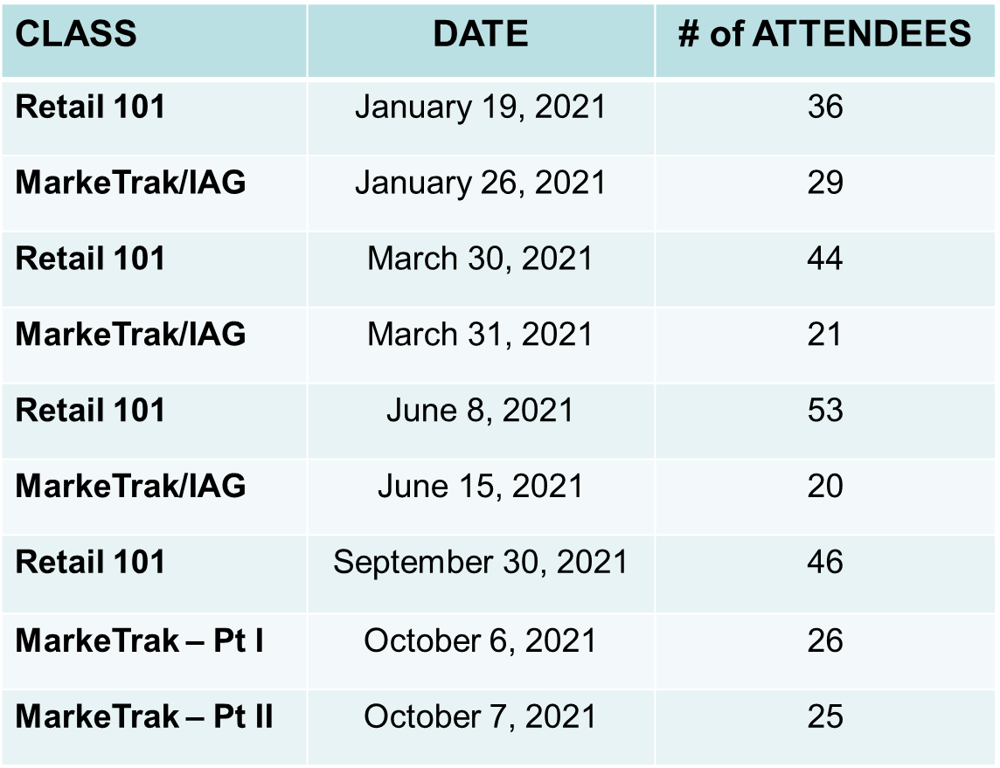 CLASS DATE # of ATTENDEES
Retail 101 January 19, 2021 36
MarkeTrak/IAG January 26, 2021 29
Retail 101 March 30, 2021 44
MarkeTrak/IAG March 31, 2021 21
Retail 101 June 8, 2021 53
MarkeTrak/IAG June 15, 2021 20
Retail 101 September 30, 2021 46
MarkeTrak – Pt I October 6, 2021 26
MarkeTrak – Pt II October 7, 2021 25